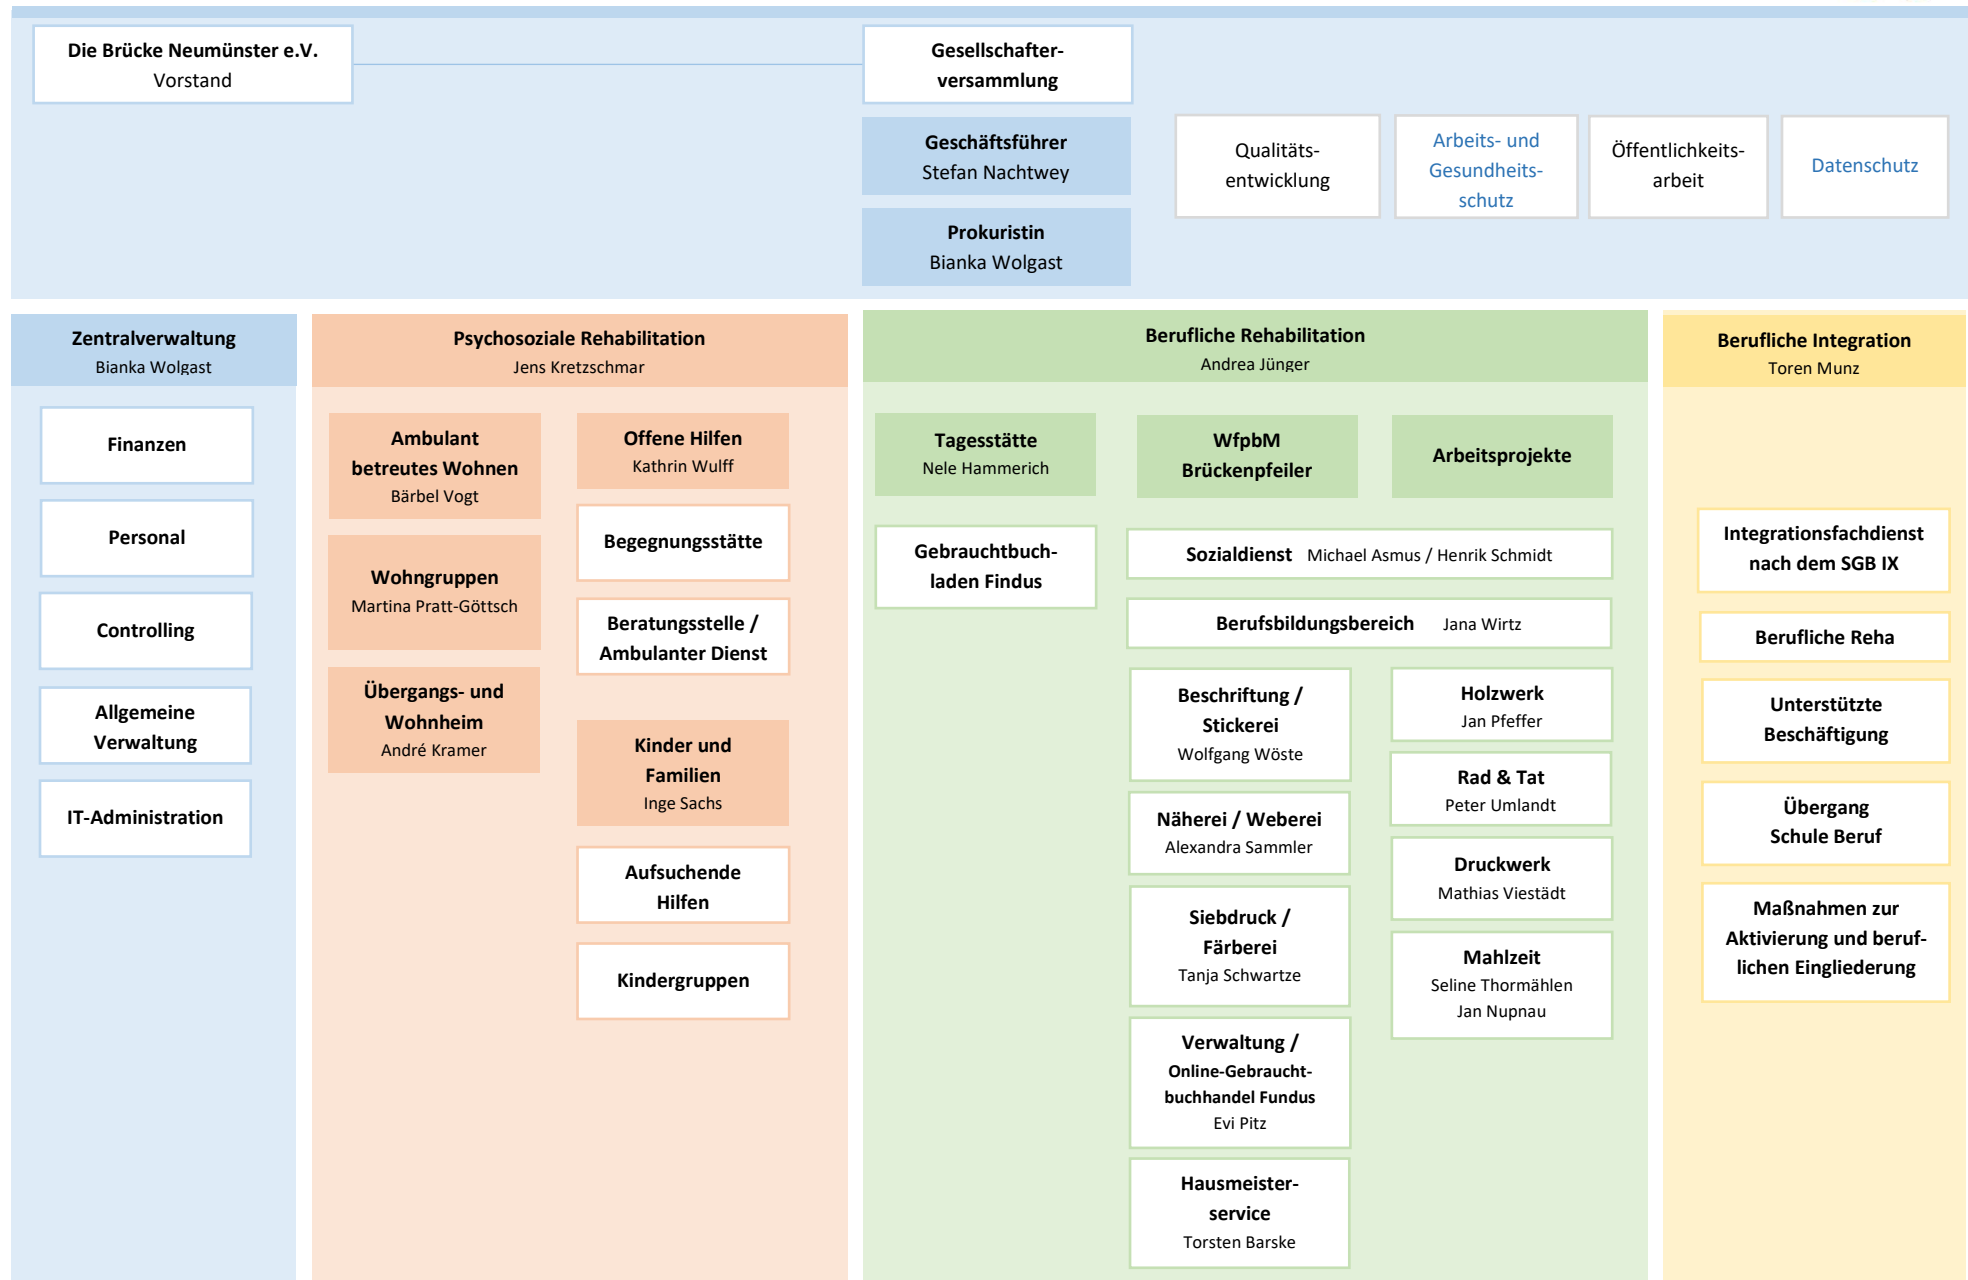 Die Brücke Neumünster e.V.
Vorstand
Gesellschafter-
versammlung
Geschäftsführer
Stefan Nachtwey
Prokuristin
Bianka Wolgast
Qualitäts-
entwicklung
Arbeits- und
Gesundheits-
schutz
Öffentlichkeits-
arbeit
Datenschutz
Zentralverwaltung
Bianka Wolgast
Finanzen
Personal
Controlling
Allgemeine
Verwaltung
IT-Administration
Psychosoziale Rehabilitation
Jens Kretzschmar
Ambulant
betreutes Wohnen
Bärbel Vogt
Wohngruppen
Martina Pratt-Göttsch
Übergangs- und
Wohnheim
André Kramer
Offene Hilfen
Kathrin Wulff
Begegnungsstätte
Beratungsstelle /
Ambulanter Dienst
Kinder und
Familien
Inge Sachs
Aufsuchende
Hilfen
Kindergruppen
Berufliche Rehabilitation
Andrea Jünger
Tagesstätte
Nele Hammerich
Gebrauchtbuch-
laden Findus
WfpbM
Brückenpfeiler
Arbeitsprojekte
Sozialdienst Michael Asmus / Henrik Schmidt
Berufsbildungsbereich Jana Wirtz
Beschriftung /
Stickerei
Wolfgang Wöste
Näherei / Weberei
Alexandra Sammler
Siebdruck /
Färberei
Tanja Schwartze
Verwaltung /
Online-Gebraucht-
buchhandel Fundus
Evi Pitz
Hausmeister-
service
Torsten Barske
Holzwerk
Jan Pfeffer
Rad & Tat
Peter Umlandt
Druckwerk
Mathias Viestädt
Mahlzeit
Seline Thormählen
Jan Nupnau
Berufliche Integration
Toren Munz
Integrationsfachdienst
nach dem SGB IX
Berufliche Reha
Unterstützte
Beschäftigung
Übergang
Schule Beruf
Maßnahmen zur
Aktivierung und beruf-
lichen Eingliederung